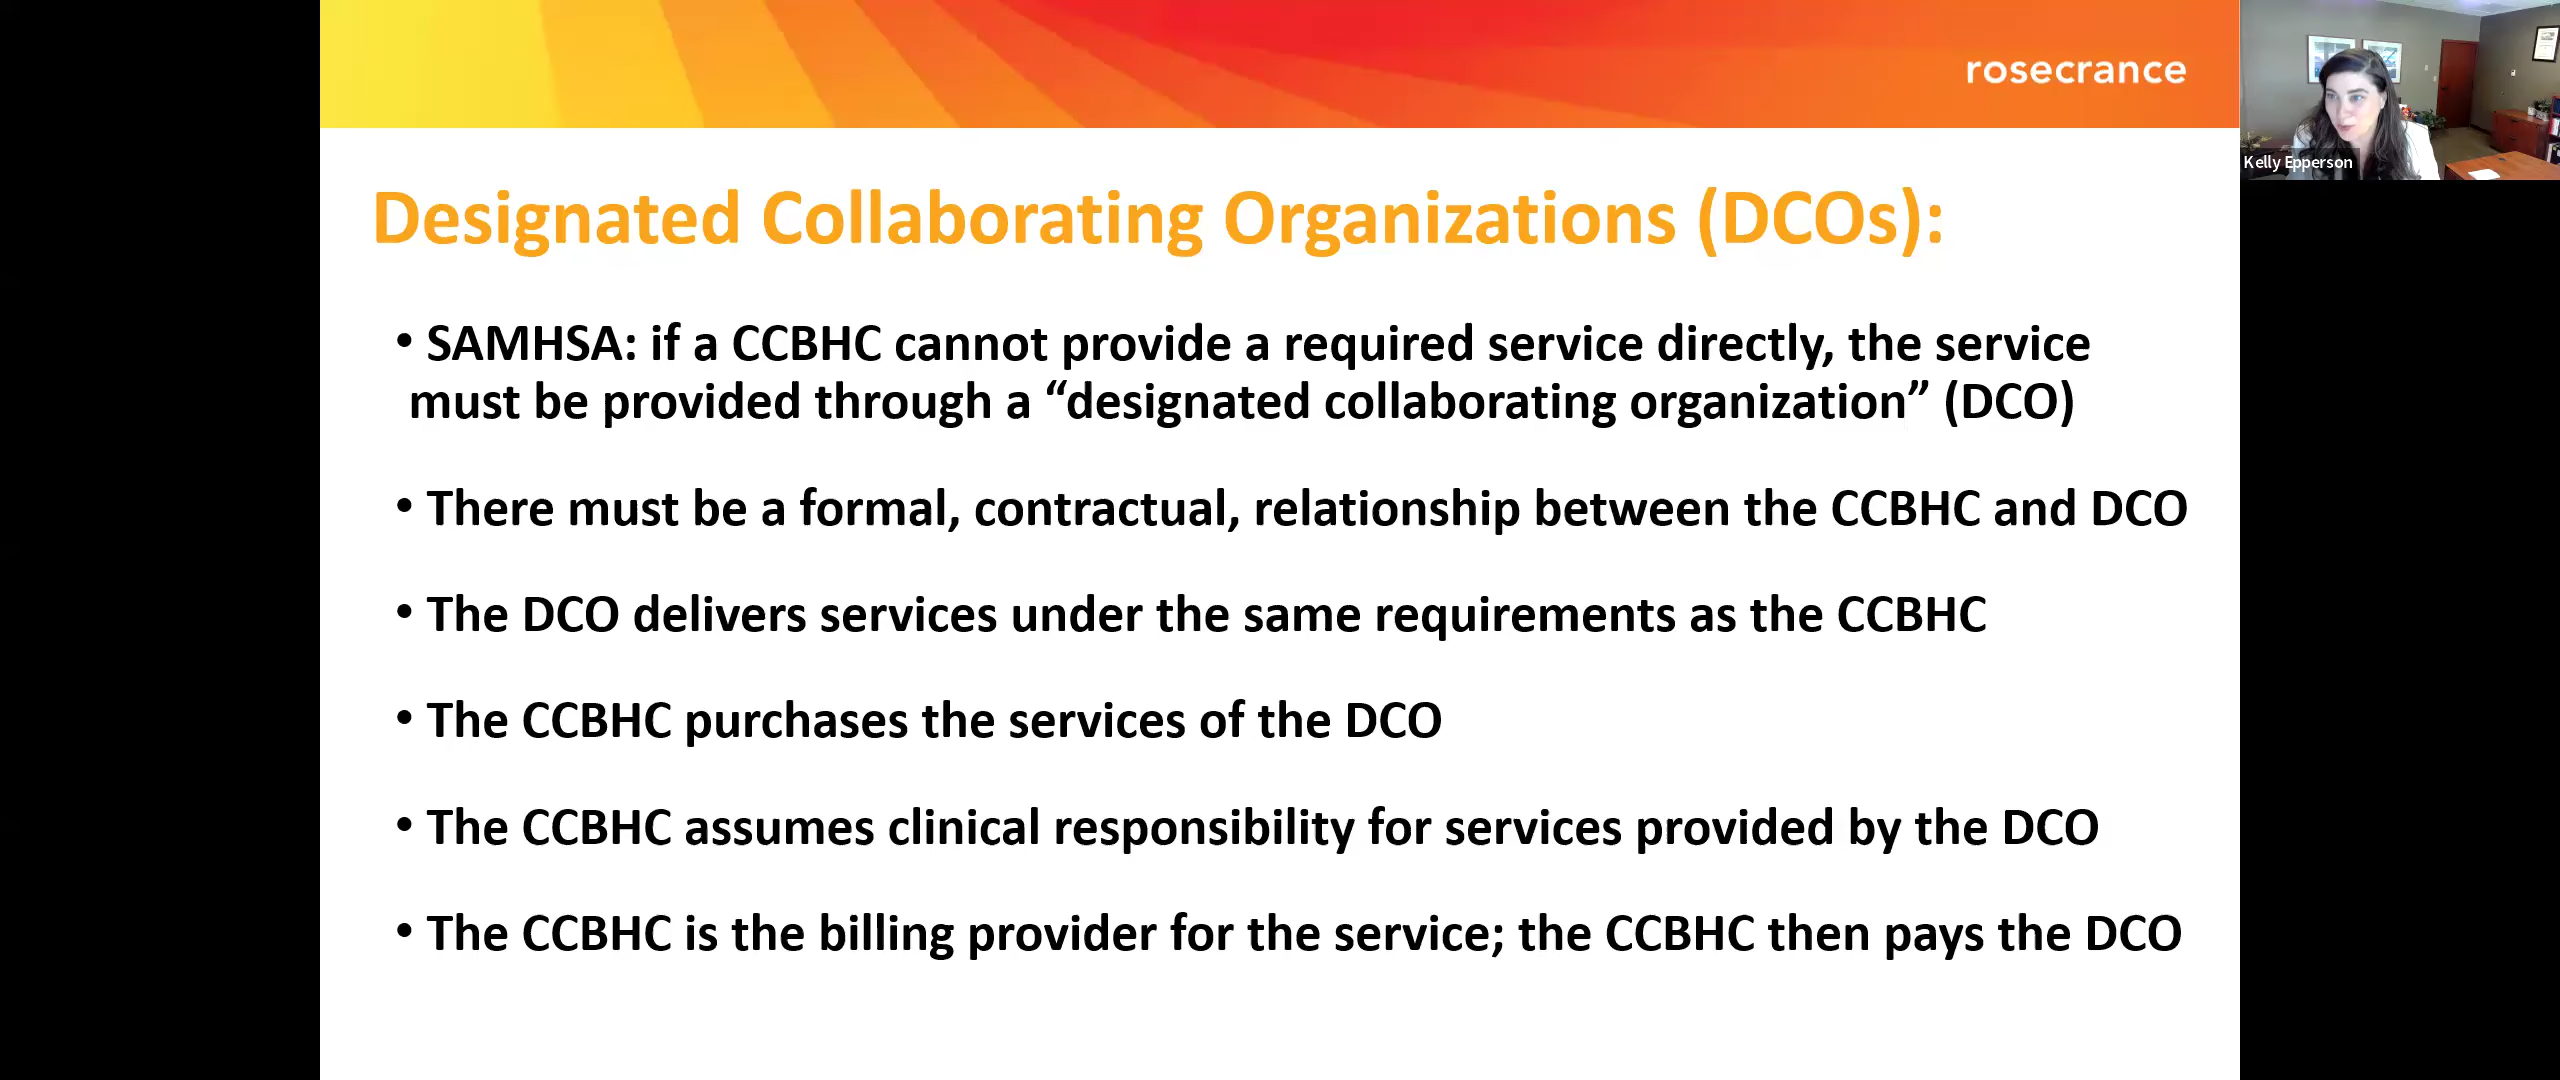 rosecrance
Kelly Epperson
Designated Collaborating Organizations (DCOs):
• SAMHSA: if a CCBHC cannot provide a required service directly, the service
must be provided through a “designated collaborating organization” (DCO)
• There must be a formal, contractual, relationship between the CCBHC and DCO
• The DCO delivers services under the same requirements as the CCBHC
• The CCBHC purchases the services of the DCO
• The CCBHC assumes clinical responsibility for services provided by the DCO
• The CCBHC is the billing provider for the service; the CCBHC then pays the DCO